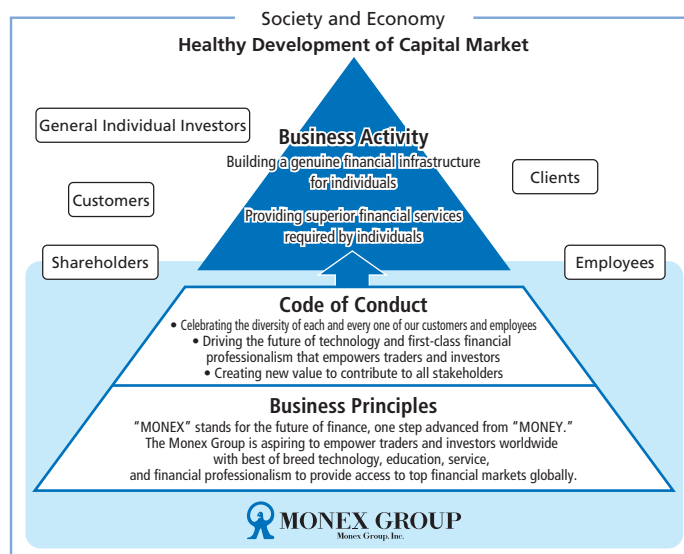 Society and Economy
Healthy Development of Capital Market
General Individual Investors
Customers
Shareholders
Clients
Employees
Business Activity
Building a genuine financial infrastructure
for individuals
Providing superior financial services
required by individuals
Code of Conduct
• Celebrating the diversity of each and every one of our customers and employees
• Driving the future of technology and first-class financial
professionalism that empowers traders and investors
• Creating new value to contribute to all stakeholders
Business Principles
“MONEX” stands for the future of finance, one step advanced from “MONEY.”
The Monex Group is aspiring to empower traders and investors worldwide
with best of breed technology, education, service,
and financial professionalism to provide access to top financial markets globally.
MONEX GROUP
Monex Group, Inc.